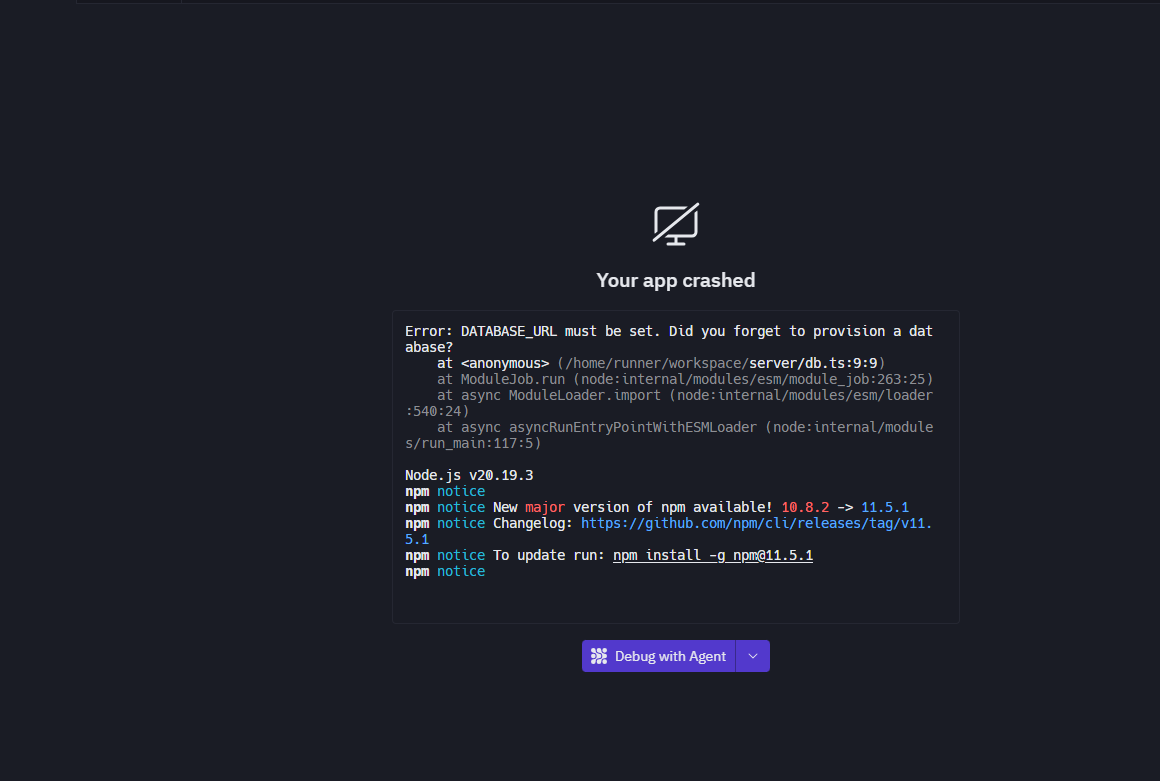 Your app crashed
Error: DATABASE_URL must be set. Did you forget to provision a dat
abase?
    at <anonymous> (/home/runner/workspace/server/db.ts:9:9)
    at ModuleJob.run (node:internal/modules/esm/module_job:263:25)
    at async ModuleLoader.import (node:internal/modules/esm/loader
:540:24)
    at async asyncRunEntryPointWithESMLoader (node:internal/module
s/run_main:117:5)
Node.js v20.19.3
npm notice
npm notice New major version of npm available! 10.8.2 -> 11.5.1
npm notice Changelog: https://github.com/npm/cli/releases/tag/v11.
5.1
npm notice To update run: npm install -g npm@11.5.1
npm notice
Debug with Agent